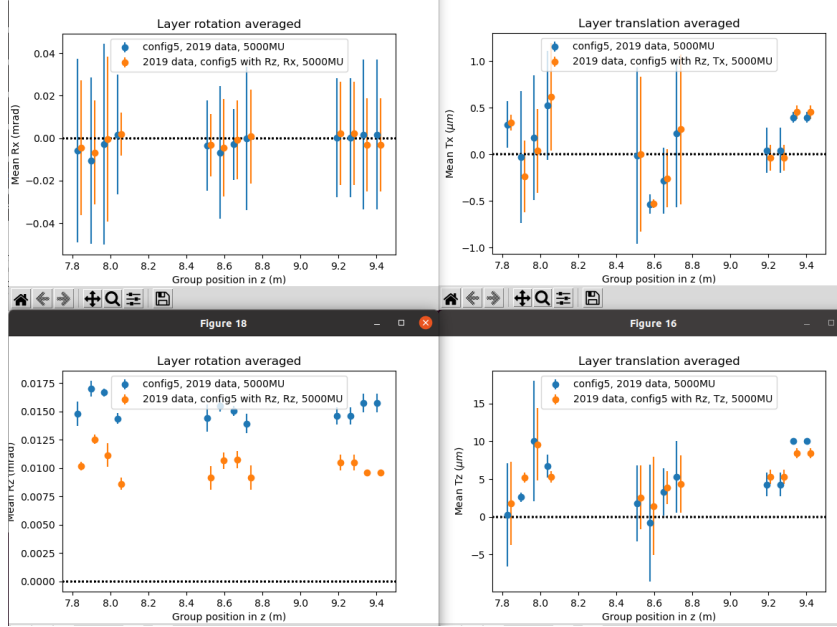 Layer rotation averaged
config5, 2019 data, 5000MU
2019 data, config5 with Rz, Rx, 5000MU
Mean Rx (mrad)
0.04
0.02
0.00
−0.02
−0.04
7.8 8.0 8.2 8.4 8.6 8.8 9.0 9.2 9.4
Group position in z (m)
Layer translation averaged
config5, 2019 data, 5000MU
2019 data, config5 with Rz, Tx, 5000MU
Mean Tx (μm)
1.0
0.5
0.0
−0.5
−1.0
7.8 8.0 8.2 8.4 8.6 8.8 9.0 9.2 9.4
Group position in z (m)
Figure 18
Figure 16
Layer rotation averaged
config5, 2019 data, 5000MU
2019 data, config5 with Rz, Rz, 5000MU
Mean Rz (mrad)
0.0175
0.0150
0.0125
0.0100
0.0075
0.0050
0.0025
0.0000
7.8 8.0 8.2 8.4 8.6 8.8 9.0 9.2 9.4
Group position in z (m)
Layer translation averaged
config5, 2019 data, 5000MU
2019 data, config5 with Rz, Tz, 5000MU
Mean Tz (μm)
15
10
5
0
−5
7.8 8.0 8.2 8.4 8.6 8.8 9.0 9.2 9.4
Group position in z (m)